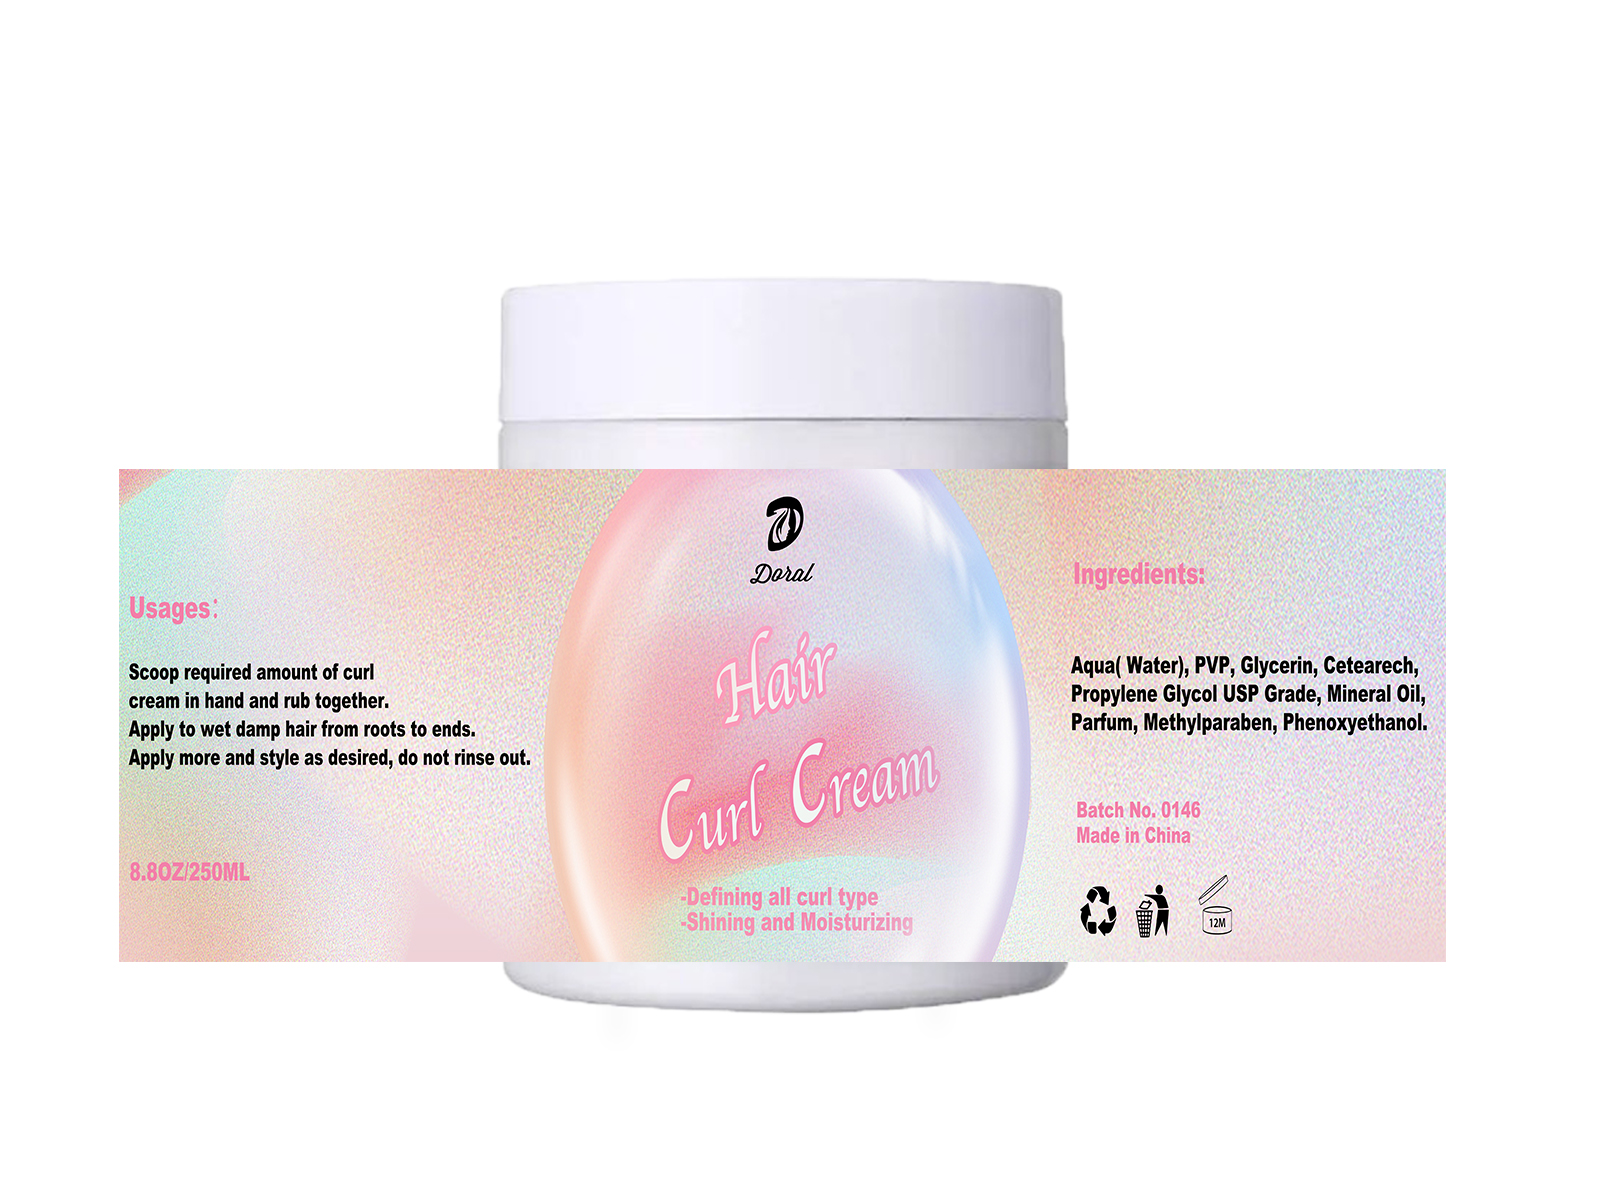 Usages:
Scoop required amount of curl
cream in hand and rub together.
Apply to wet damp hair from roots to ends.
Apply more and style as desired, do not rinse out.
8.8OZ/250ML
Doral
Hair
Curl Cream
-Defining all curl type
-Shining and Moisturizing
Ingredients:
Aqua( Water), PVP, Glycerin, Cetearech,
Propylene Glycol USP Grade, Mineral Oil,
Parfum, Methylparaben, Phenoxyethanol.
Batch No. 0146
Made in China
12M